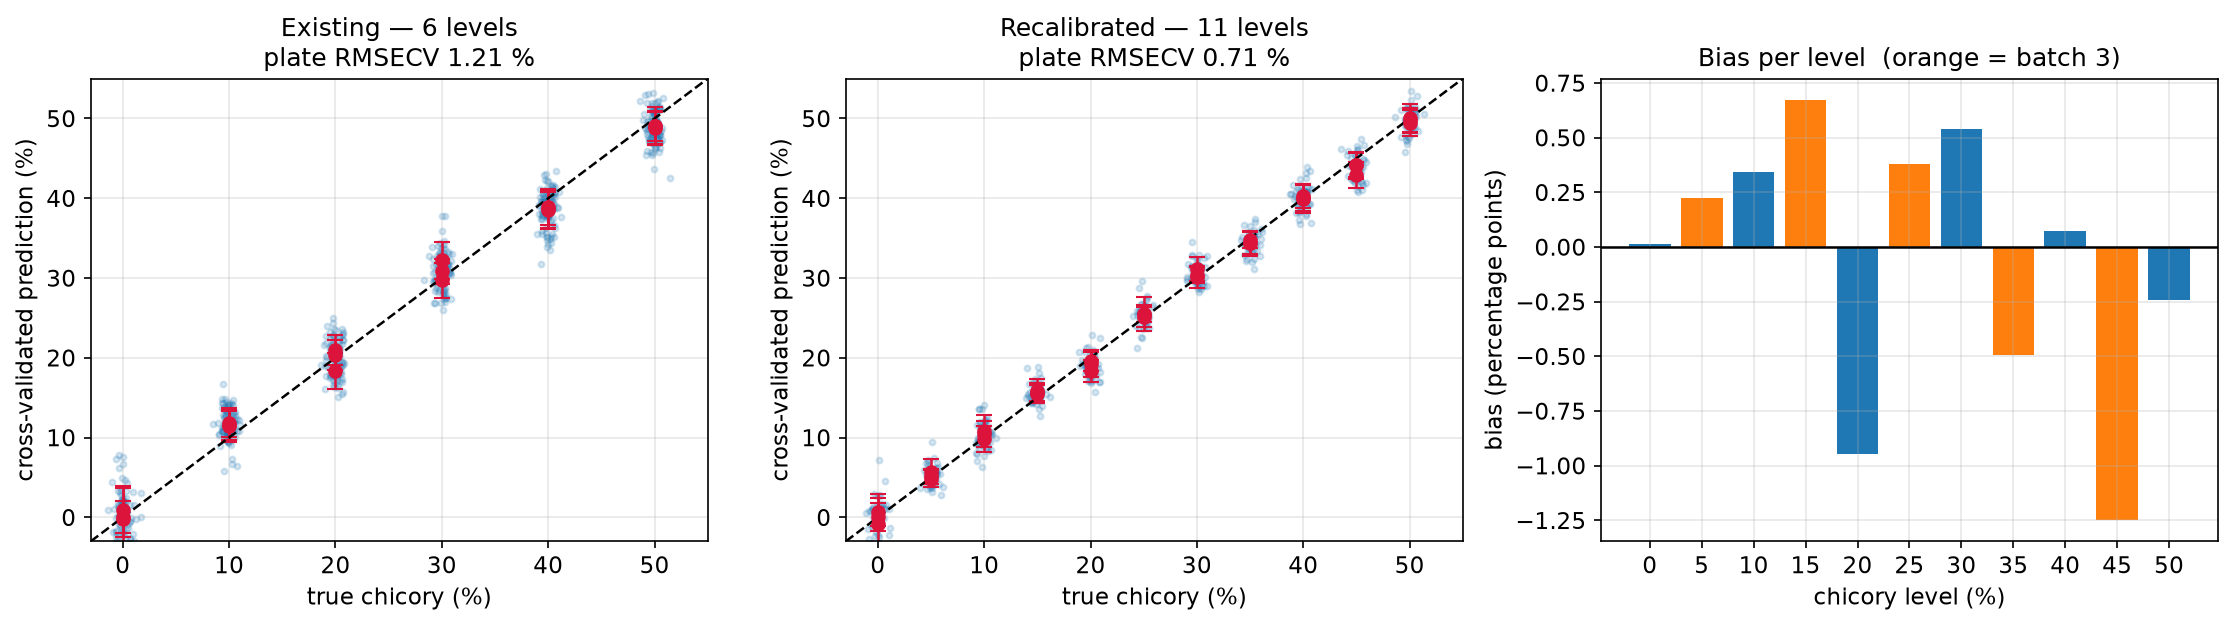 Existing — 6 levels
plate RMSECV 1.21 %
cross-validated prediction (%)
50
40
30
20
10
0
0 10 20 30 40 50
true chicory (%)
Recalibrated — 11 levels
plate RMSECV 0.71 %
cross-validated prediction (%)
50
40
30
20
10
0
0 10 20 30 40 50
true chicory (%)
Bias per level (orange = batch 3)
bias (percentage points)
0.75
0.50
0.25
0.00
−0.25
−0.50
−0.75
−1.00
−1.25
0 5 10 15 20 25 30 35 40 45 50
chicory level (%)